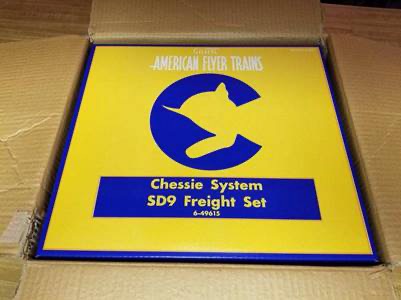 AMERICAN FLYER TRAINS
Chessie System
SD9 Freight Set
6-49615